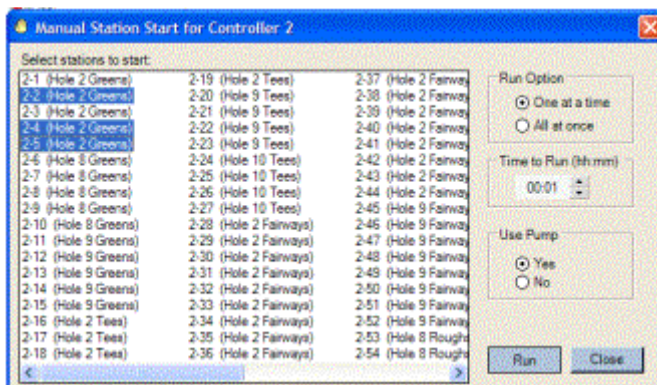 Manual Station Start for Controller 2
Select stations to start:
2-1 (Hole 2 Greens)
2-2 (Hole 2 Greens)
2-3 (Hole 2 Greens)
2-4 (Hole 2 Greens)
2-5 (Hole 2 Greens)
2-6 (Hole 8 Greens)
2-7 (Hole 8 Greens)
2-8 (Hole 8 Greens)
2-9 (Hole 8 Greens)
2-10 (Hole 8 Greens)
2-11 (Hole 9 Greens)
2-12 (Hole 9 Greens)
2-13 (Hole 9 Greens)
2-14 (Hole 9 Greens)
2-15 (Hole 9 Greens)
2-16 (Hole 2 Tees)
2-17 (Hole 2 Tees)
2-18 (Hole 2 Tees)
2-19 (Hole 2 Tees)
2-20 (Hole 9 Tees)
2-21 (Hole 9 Tees)
2-22 (Hole 9 Tees)
2-23 (Hole 9 Tees)
2-24 (Hole 10 Tees)
2-25 (Hole 10 Tees)
2-26 (Hole 10 Tees)
2-27 (Hole 10 Tees)
2-28 (Hole 2 Fairways)
2-29 (Hole 2 Fairways)
2-30 (Hole 2 Fairways)
2-31 (Hole 2 Fairways)
2-32 (Hole 2 Fairways)
2-33 (Hole 2 Fairways)
2-34 (Hole 2 Fairways)
2-35 (Hole 2 Fairways)
2-36 (Hole 2 Fairways)
2-37 (Hole 2 Fairway
2-38 (Hole 2 Fairway
2-39 (Hole 2 Fairway
2-40 (Hole 2 Fairway
2-41 (Hole 2 Fairway
2-42 (Hole 2 Fairway
2-43 (Hole 2 Fairway
2-44 (Hole 2 Fairway
2-45 (Hole 9 Fairway
2-46 (Hole 9 Fairway
2-47 (Hole 9 Fairway
2-48 (Hole 9 Fairway
2-49 (Hole 9 Fairway
2-50 (Hole 9 Fairway
2-51 (Hole 9 Fairway
2-52 (Hole 9 Fairway
2-53 (Hole 8 Rough
2-54 (Hole 8 Rough
Run Option
One at a time
All at once
Time to Run (hh:mm)
00:01
Use Pump
Yes
No
Run
Close